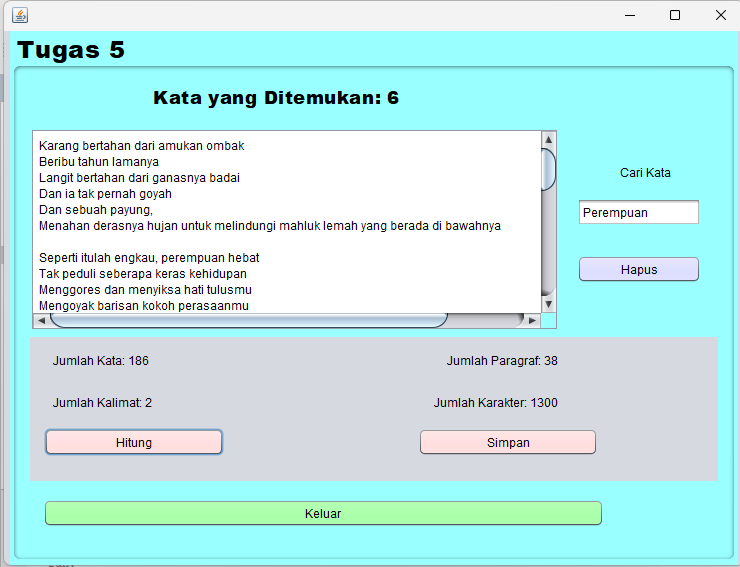 Tugas 5
Kata yang Ditemukan: 6
Karang bertahan dari amukan ombak
Beribu tahun lamanya
Langit bertahan dari ganasnya badai
Dan ia tak pernah goyah
Dan sebuah payung,
Menahan derasnya hujan untuk melindungi mahluk lemah yang berada di bawahnya
Seperti itulah engkau, perempuan hebat
Tak peduli seberapa keras kehidupan
Menggores dan menyiksa hati tulusmu
Mengoyak barisan kokoh perasaanmu
Cari Kata
Perempuan
Hapus
Jumlah Kata: 186
Jumlah Paragraf: 38
Jumlah Kalimat: 2
Jumlah Karakter: 1300
Hitung
Simpan
Keluar